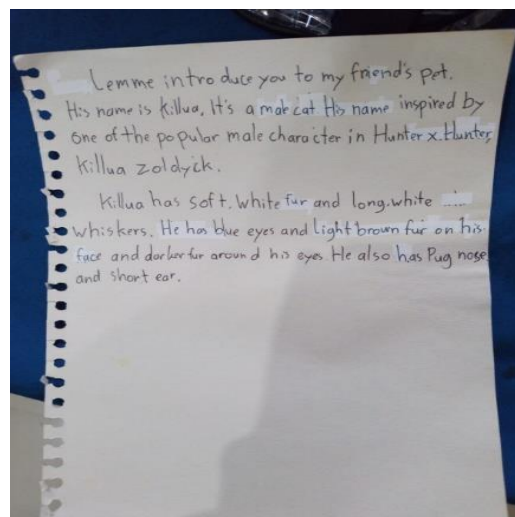 Lemme introduce you to my friend's pet.
His name is Killua. It's a male cat His name inspired by
one of the popular male character in Hunter x Hunter,
Killua Zoldyck.
Killua has soft. White fur and long.white
whiskers. He has blue eyes and light brown fur on his
face and darker fur around his eyes. He also has Pug nose
and short ear.